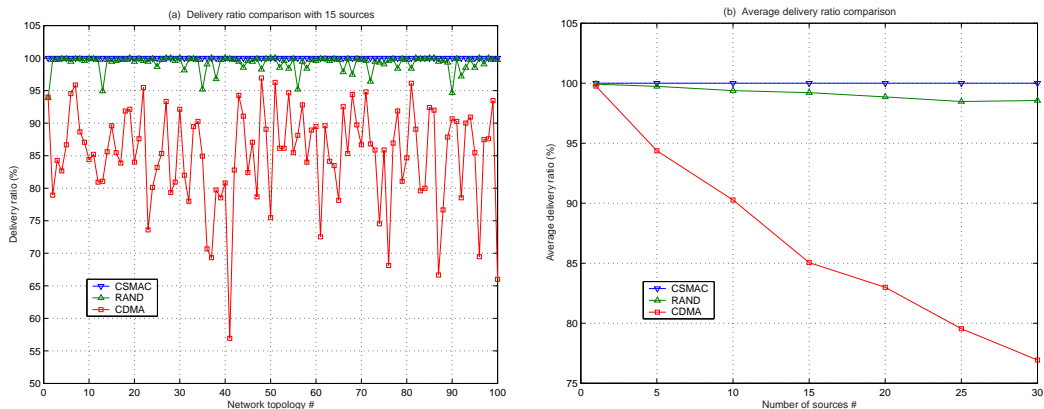 (a) Delivery ratio comparison with 15 sources
105
100
95
90
85
80
75
70
65
60
55
50
Delivery ratio (%)
CSMAC
RAND
CDMA
0 10 20 30 40 50 60 70 80 90 100
Network topology #
(b) Average delivery ratio comparison
105
100
95
90
85
80
75
Average delivery ratio (%)
CSMAC
RAND
CDMA
0 5 10 15 20 25 30
Number of sources #